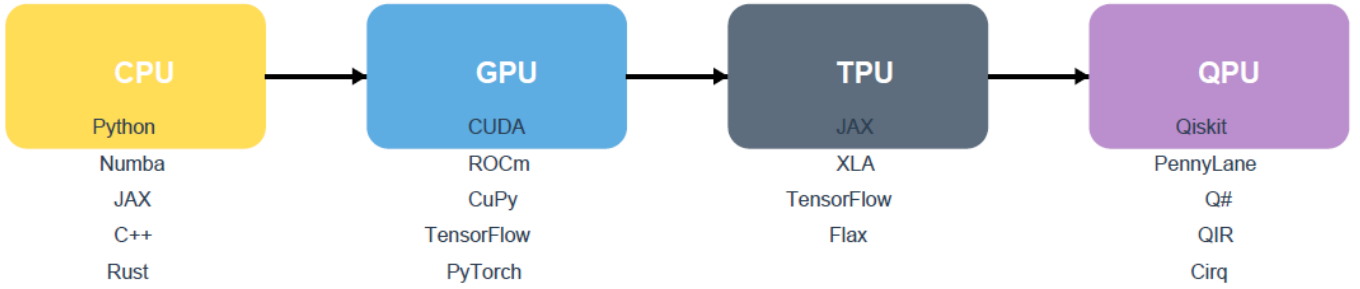 CPU
Python
Numba
JAX
C++
Rust
GPU
CUDA
ROCm
CuPy
TensorFlow
PyTorch
TPU
JAX
XLA
TensorFlow
Flax
QPU
Qiskit
PennyLane
Q#
QIR
Cirq